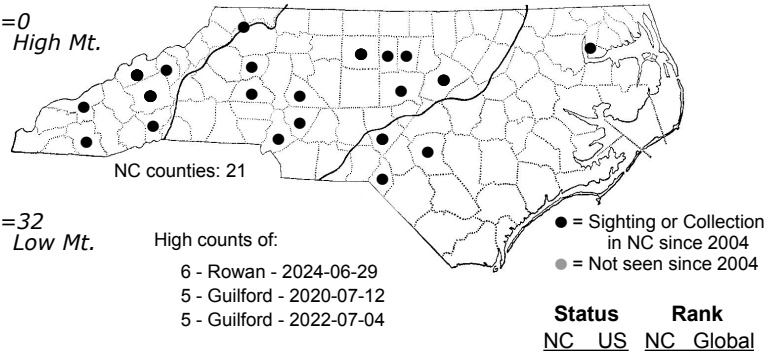 =0
High Mt.
NC counties: 21
=32
Low Mt.
High counts of:
6 - Rowan - 2024-06-29
5 - Guilford - 2020-07-12
5 - Guilford - 2022-07-04
= Sighting or Collection
in NC since 2004
= Not seen since 2004
Status Rank
NC US NC Global